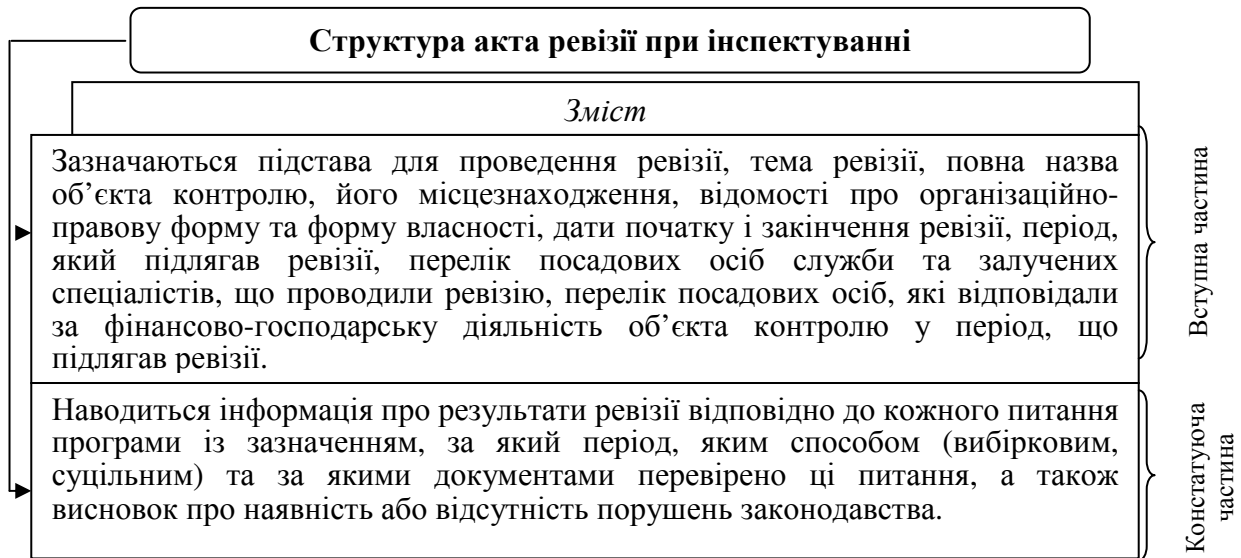 Структура акта ревізії при інспектуванні
Зміст
Зазначаються підстава для проведення ревізії, тема ревізії, повна назва
об’єкта контролю, його місцезнаходження, відомості про організаційно-
правову форму та форму власності, дати початку і закінчення ревізії, період,
який підлягав ревізії, перелік посадових осіб служби та залучених
спеціалістів, що проводили ревізію, перелік посадових осіб, які відповідали
за фінансово-господарську діяльність об’єкта контролю у період, що
підлягав ревізії.
Вступна частина
Наводиться інформація про результати ревізії відповідно до кожного питання
програми із зазначенням, за який період, яким способом (вибірковим,
суцільним) та за якими документами перевірено ці питання, а також
висновок про наявність або відсутність порушень законодавства.
Констатуюча
частина